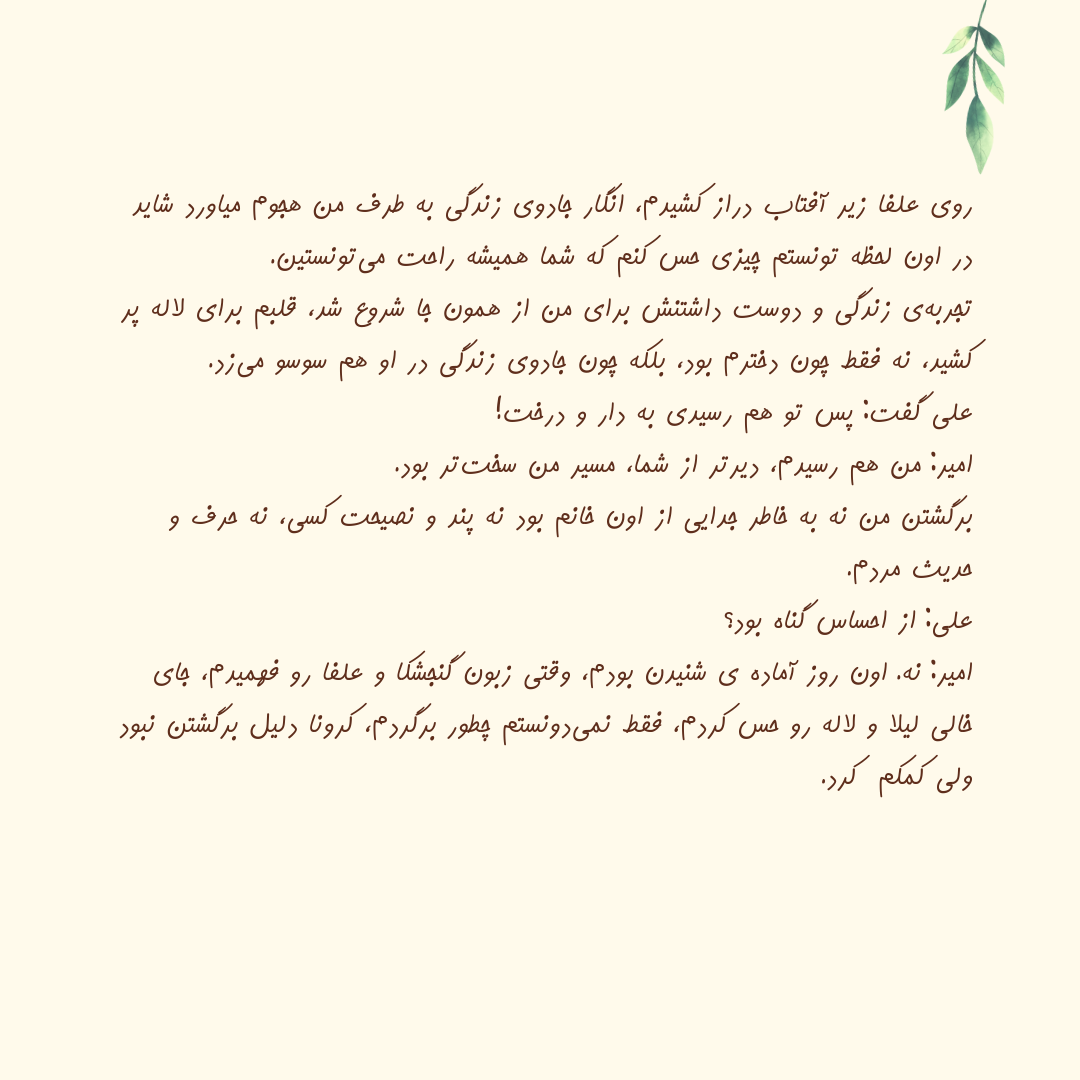 روی علفا زیر آفتاب دراز کشیدم، انگار جادوی زندگی به طرف من هجوم میاورد شاید
در اون لحظه تونستم چیزی حس کنم که شما همیشه راحت می‌تونستین.
تجربه‌ی زندگی و دوست داشتنش برای من از همون جا شروع شد، قلبم برای لاله پر
کشید، نه فقط چون دخترم بود، بلکه چون جادوی زندگی در او هم سوسو می‌زد.
علی گفت: پس تو هم رسیدی به دار و درخت!
امیر: من هم رسیدم، دیرتر از شما، مسیر من سخت‌تر بود.
برگشتن من نه به خاطر جدایی از اون خانم بود نه پند و نصیحت کسی، نه حرف و
حدیث مردم.
علی: از احساس گناه بود؟
امیر: نه. اون روز آماده ی شنیدن بودم، وقتی زبون گنجشکا و علفا رو فهمیدم، جای
خالی لیلا و لاله رو حس کردم، فقط نمی‌دونستم چطور برگردم، کرونا دلیل برگشتن نبود
ولی کمکم کرد.